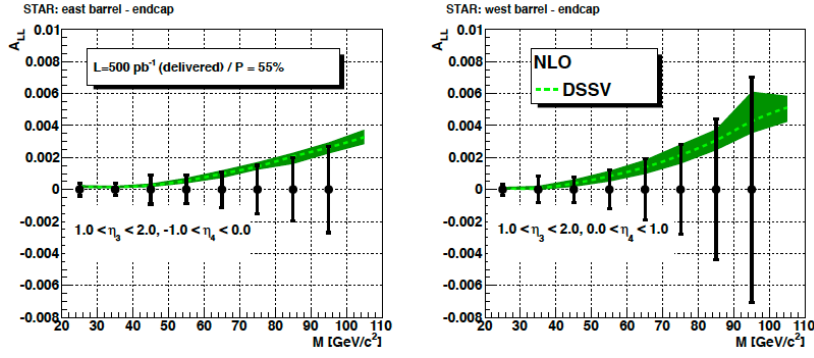 STAR: east barrel - endcap
A_LL
0.01
0.008
0.006
0.004
0.002
0
-0.002
-0.004
-0.006
-0.008
L=500 pb⁻¹ (delivered) / P = 55%
1.0 < η₃ < 2.0, -1.0 < η₄ < 0.0
20 30 40 50 60 70 80 90 100 110
M [GeV/c²]
STAR: west barrel - endcap
A_LL
0.01
0.008
0.006
0.004
0.002
0
-0.002
-0.004
-0.006
-0.008
NLO
DSSV
1.0 < η₃ < 2.0, 0.0 < η₄ < 1.0
20 30 40 50 60 70 80 90 100 110
M [GeV/c²]